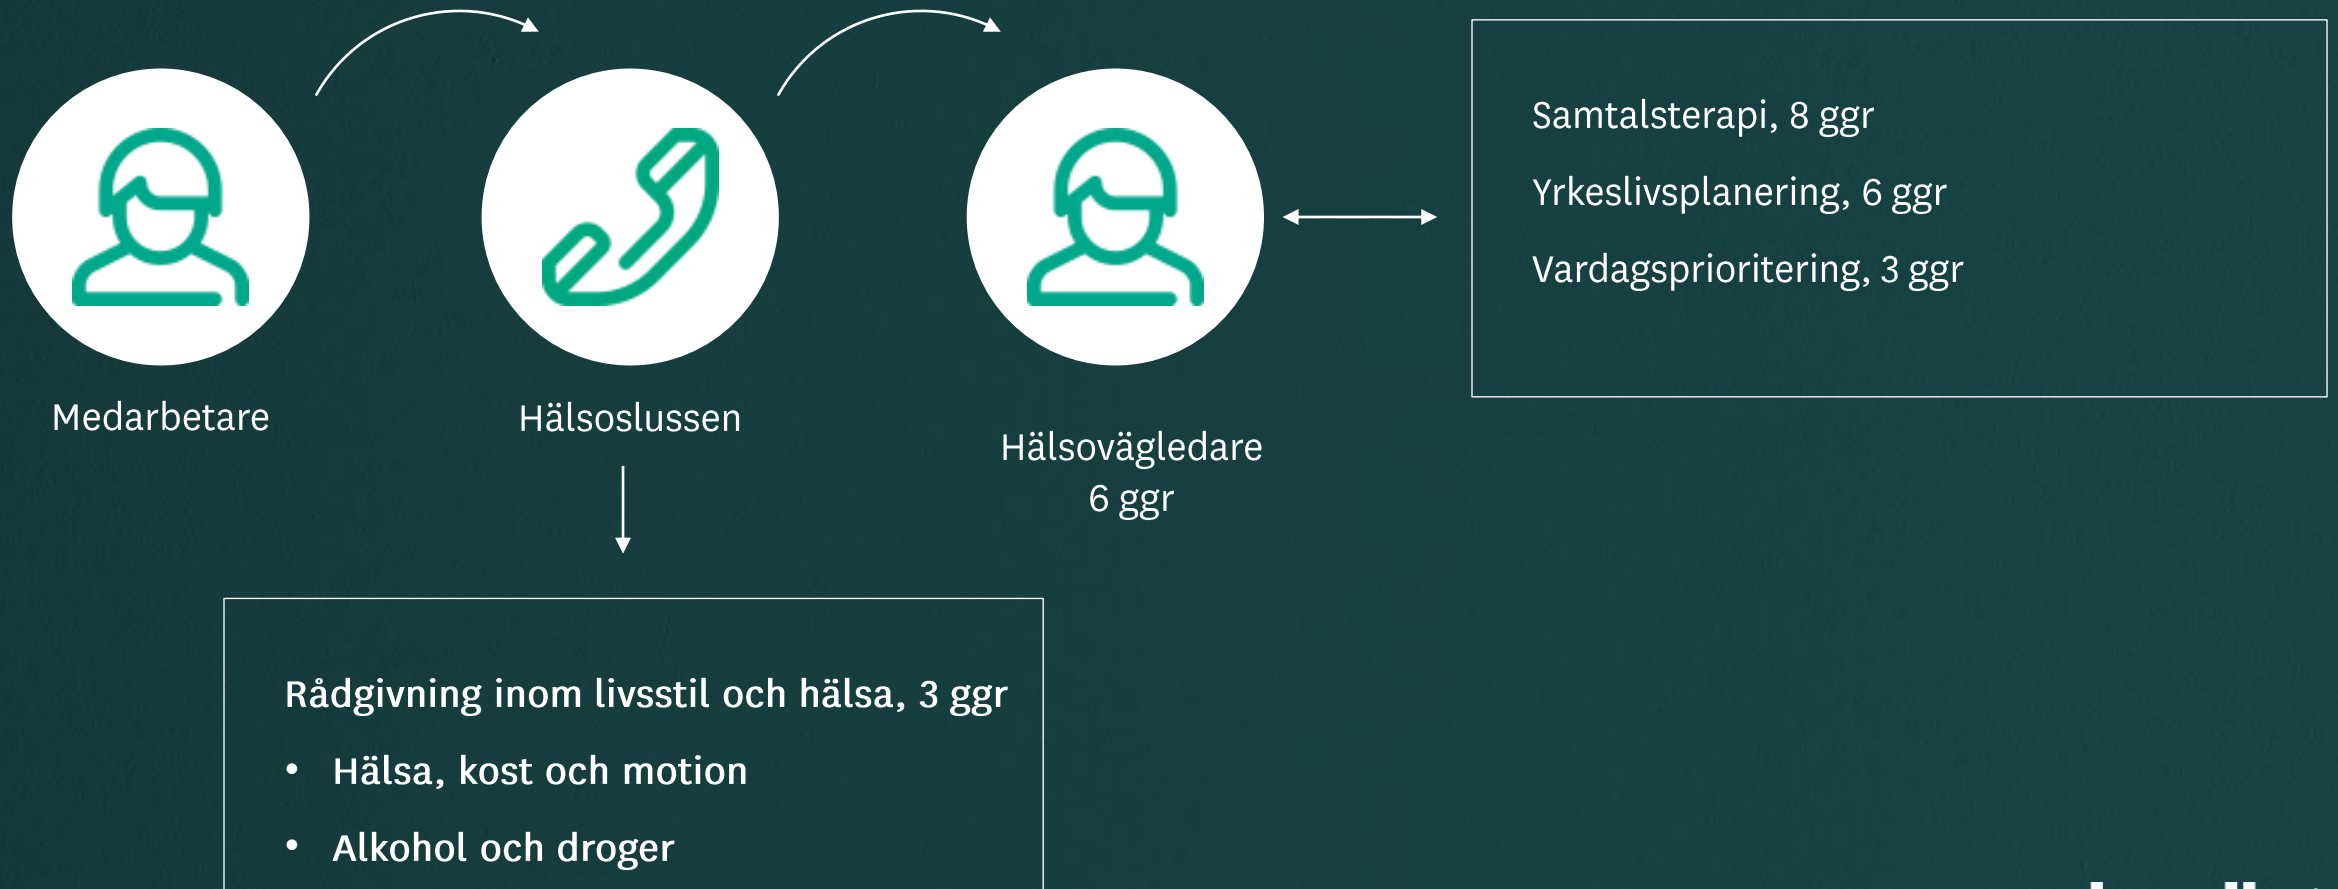 Medarbetare
Hälsoslussen
Hälsovägledare
6 ggr
Samtalsterapi, 8 ggr
Yrkeslivsplanering, 6 ggr
Vardagsprioritering, 3 ggr
Rådgivning inom livsstil och hälsa, 3 ggr
• Hälsa, kost och motion
• Alkohol och droger